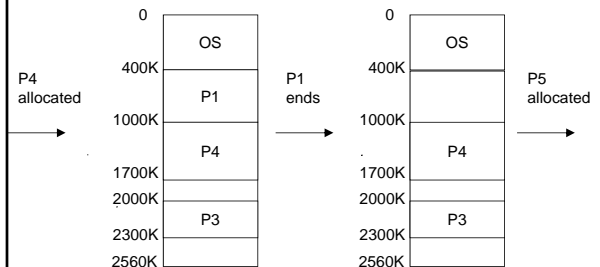 0
OS
400K
P4
allocated
P1
1000K
P4
1700K
2000K
P3
2300K
2560K
P1
ends
0
OS
400K
1000K
P4
1700K
2000K
P3
2300K
2560K
P5
allocated